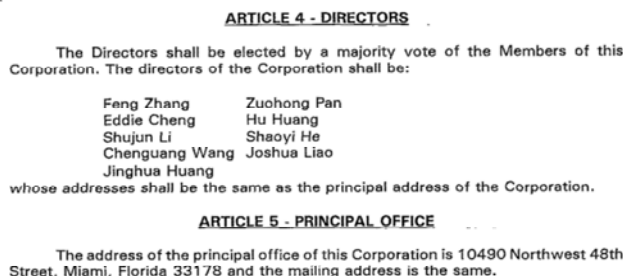 ARTICLE 4 - DIRECTORS
The Directors shall be elected by a majority vote of the Members of this
Corporation. The directors of the Corporation shall be:
Feng Zhang Zuohong Pan
Eddie Cheng Hu Huang
Shujun Li Shaoyi He
Chenguang Wang Joshua Liao
Jinghua Huang
whose addresses shall be the same as the principal address of the Corporation.
ARTICLE 5 - PRINCIPAL OFFICE
The address of the principal office of this Corporation is 10490 Northwest 48th
Street, Miami, Florida 33178 and the mailing address is the same.